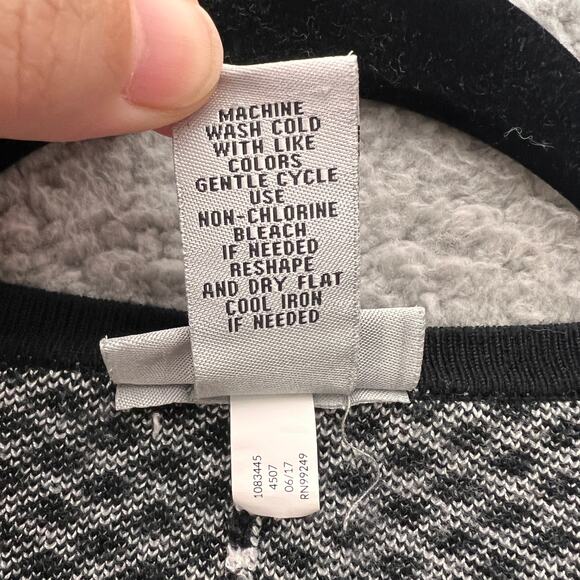 MACHINE
WASH COLD
WITH LIKE
COLORS
GENTLE CYCLE
USE
NON-CHLORINE
BLEACH
IF NEEDED
RESHAPE
AND DRY FLAT
COOL IRON
IF NEEDED
1083445
4507
06/17
RN99249